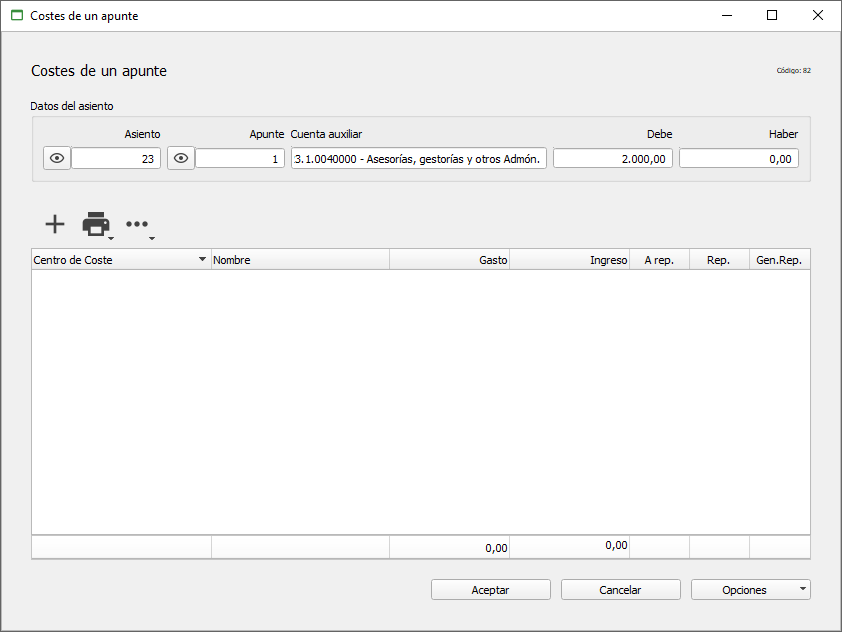 Costes de un apunte
Costes de un apunte
Código: 82
Datos del asiento
Asiento Apunte Cuenta auxiliar Debe Haber
23 1 3.1.0040000 - Asesorías, gestorías y otros Admón. 2.000,00 0,00
Centro de Coste Nombre Gasto Ingreso A rep. Rep. Gen.Rep.
0,00 0,00
Aceptar Cancelar Opciones